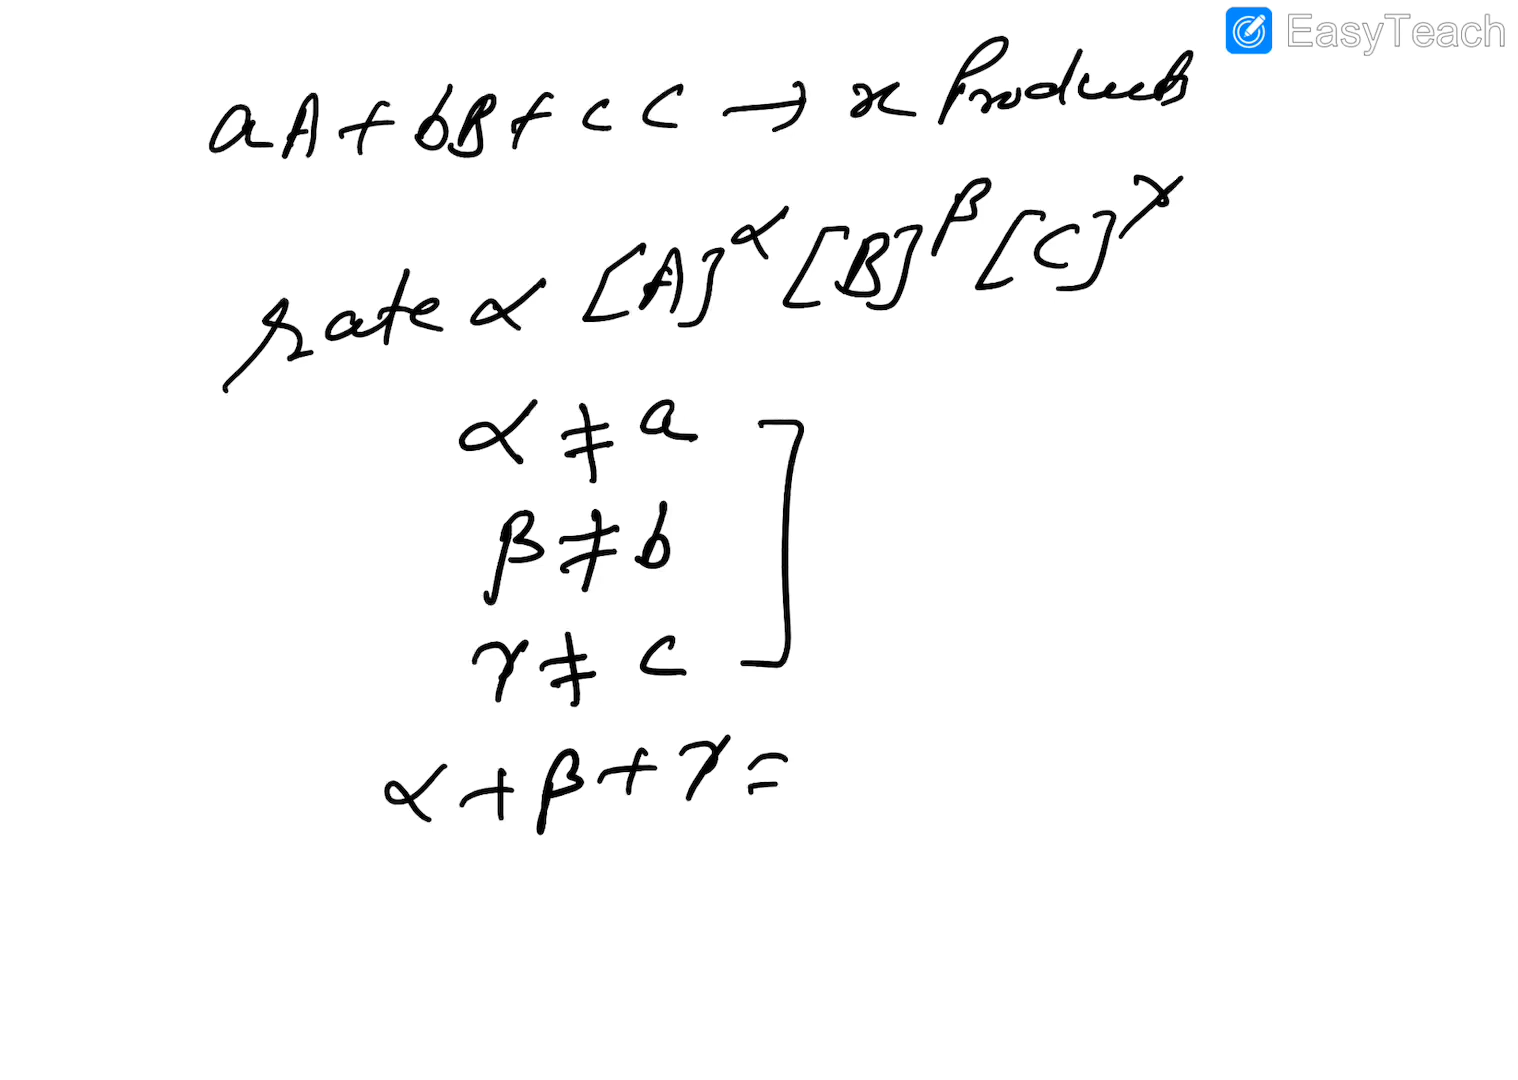 EasyTeach
aA + bB + cC → x Products
rate ∝ [A]^α [B]^β [C]^γ
α ≠ a
β ≠ b
γ ≠ c
α + β + γ =